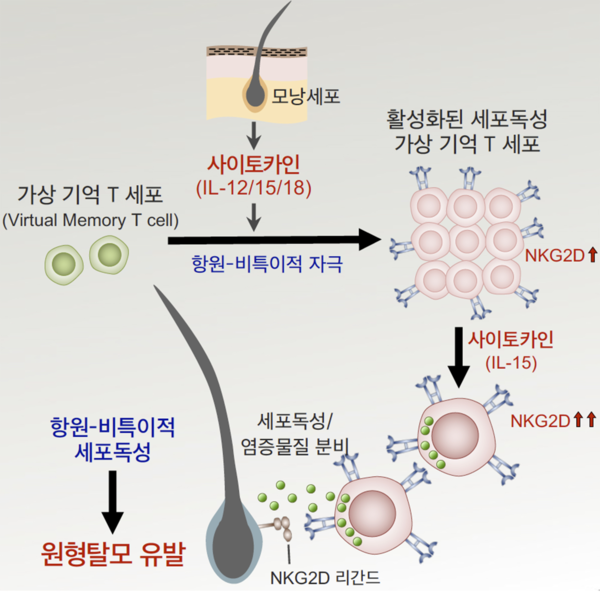 모낭세포
사이토카인
(IL-12/15/18)
가상 기억 T 세포
(Virtual Memory T cell)
항원-비특이적 자극
활성화된 세포독성
가상 기억 T 세포
NKG2D
사이토카인
(IL-15)
NKG2D
세포독성/
염증물질 분비
NKG2D 리간드
항원-비특이적
세포독성
원형탈모 유발